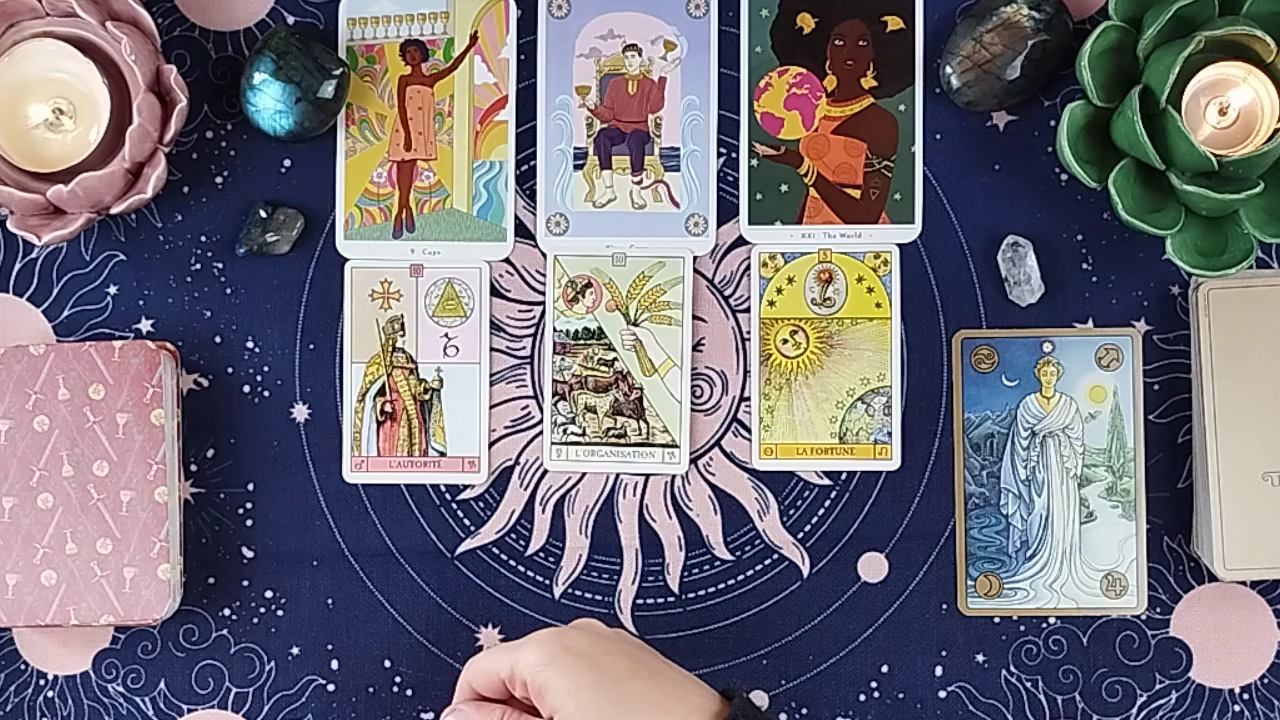 9 Cups
XXI The World
10
10
5
L'AUTORITÉ
L'ORGANISATION
LA FORTUNE